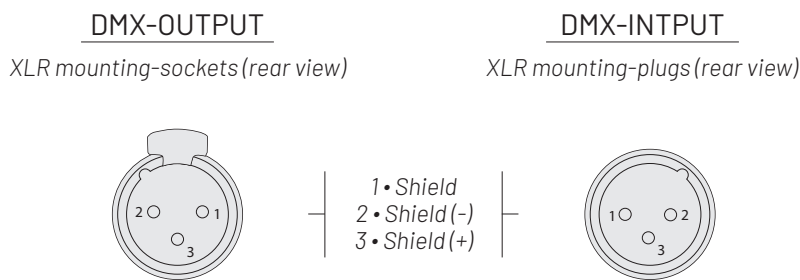 DMX-OUTPUT
XLR mounting-sockets (rear view)
DMX-INTPUT
XLR mounting-plugs (rear view)
2 1
3
1 • Shield
2 • Shield (-)
3 • Shield (+)
1 2
3